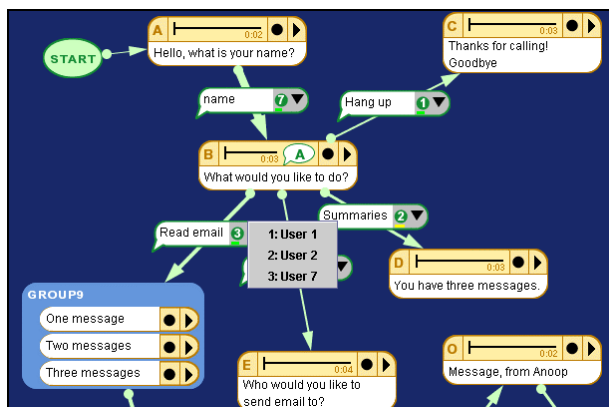 A
0:02
Hello, what is your name?
START
C
0:03
Thanks for calling!
Goodbye
name 7
Hang up 1
B
0:03
A
What would you like to do?
Read email 3
Summaries 2
1: User 1
2: User 2
3: User 7
D
0:03
You have three messages.
GROUP9
One message
Two messages
Three messages
E
0:04
Who would you like to
send email to?
O
0:02
Message, from Anoop